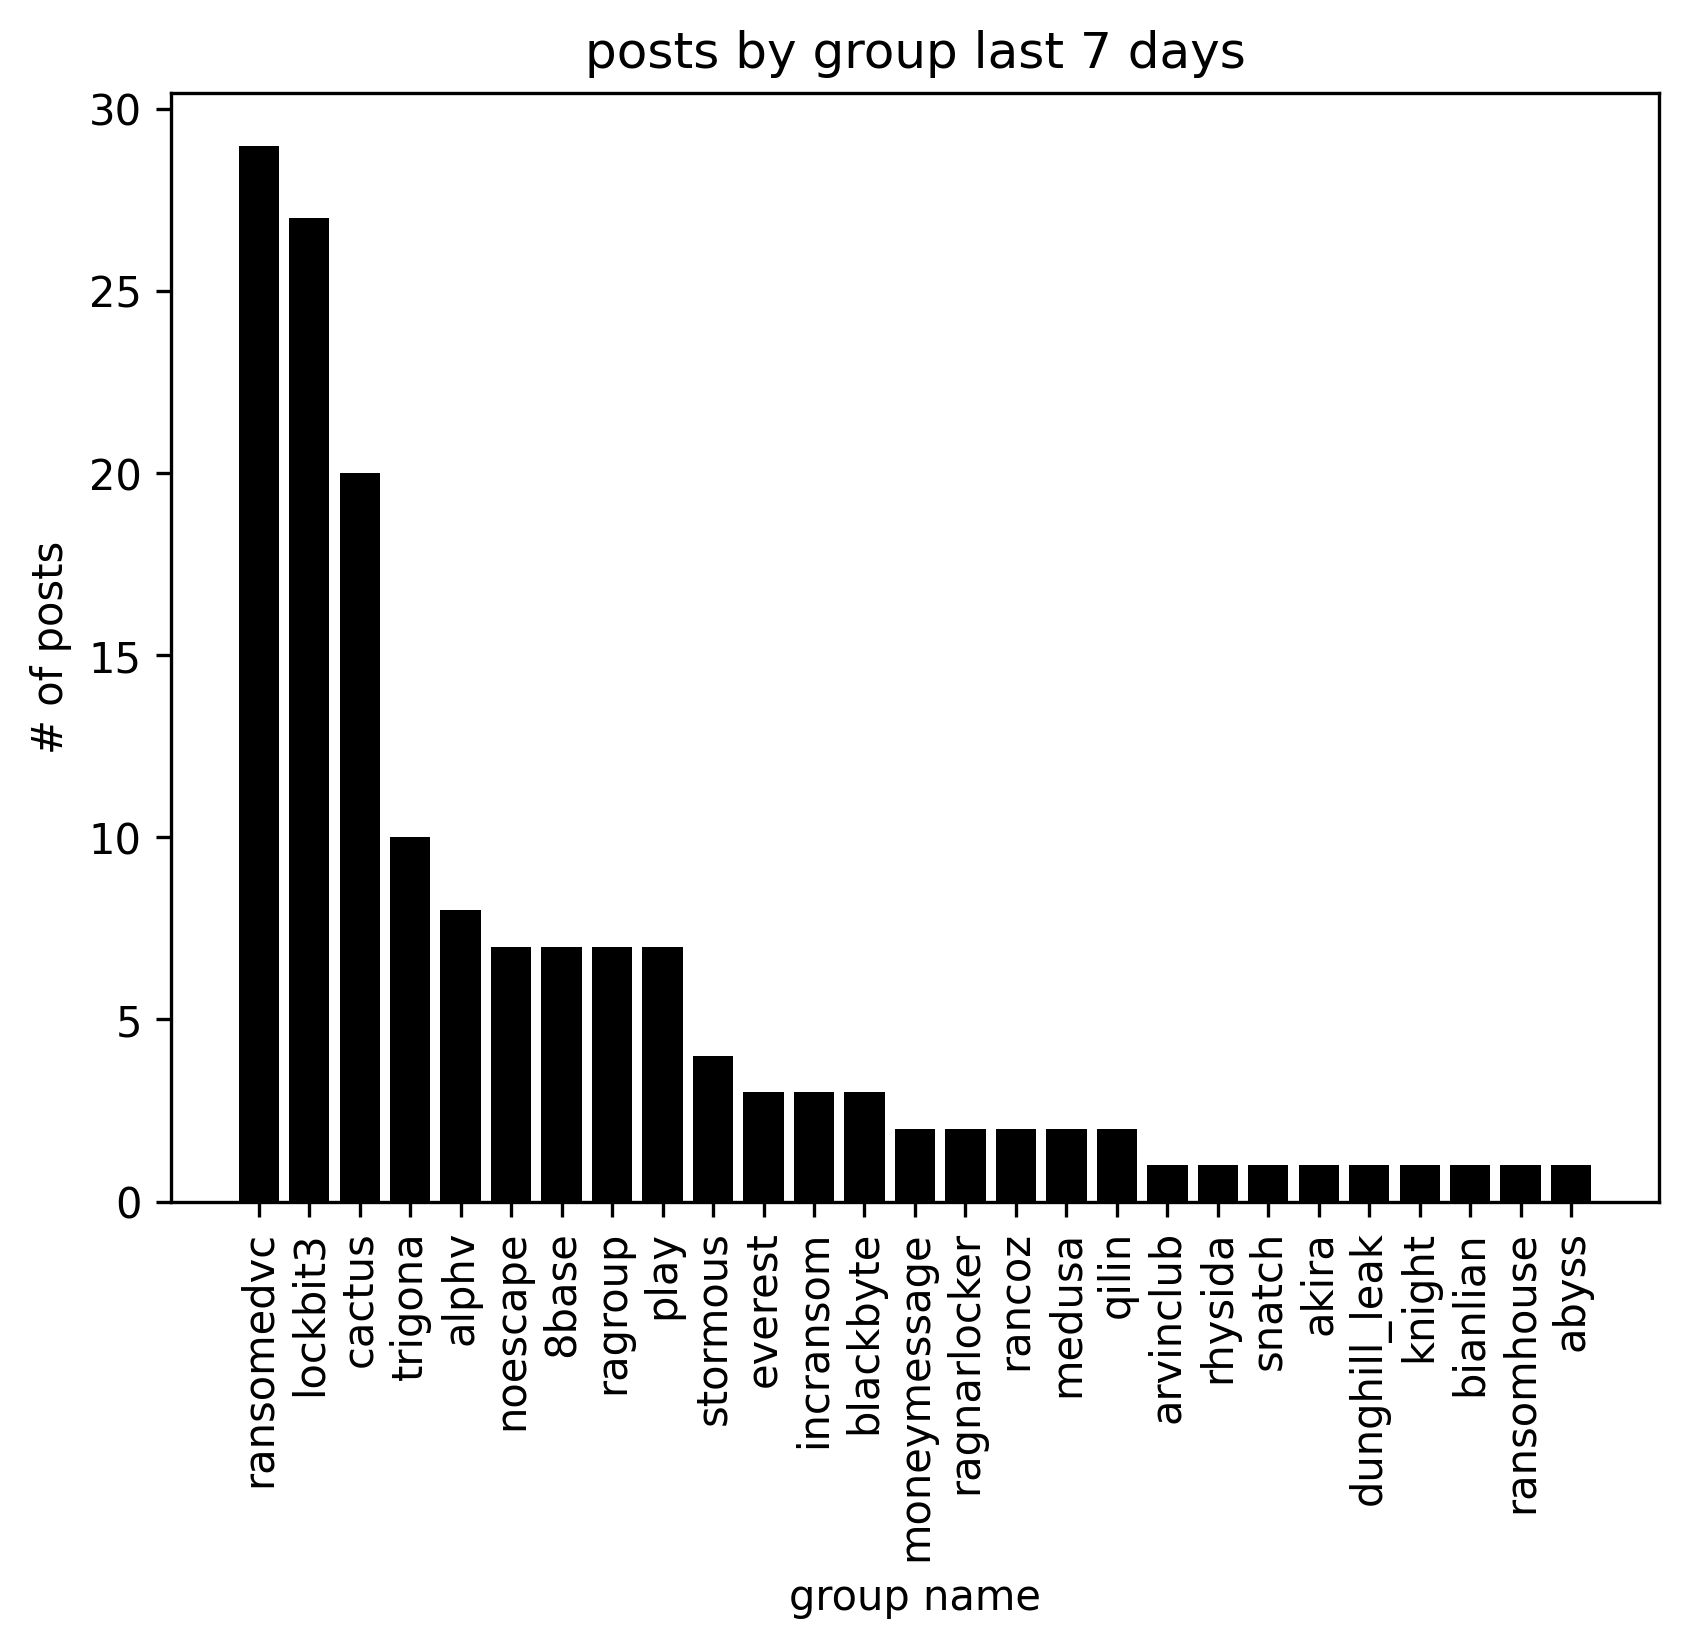 posts by group last 7 days
30
25
20
15
10
5
0
# of posts
ransomedvc
lockbit3
cactus
trigona
alphv
noescape
8base
ragroup
play
stormous
everest
incransom
blackbyte
moneymessage
ragnarlocker
rancoz
medusa
qilin
arvinclub
rhysida
snatch
akira
dunghill_leak
knight
bianlian
ransomhouse
abyss
group name